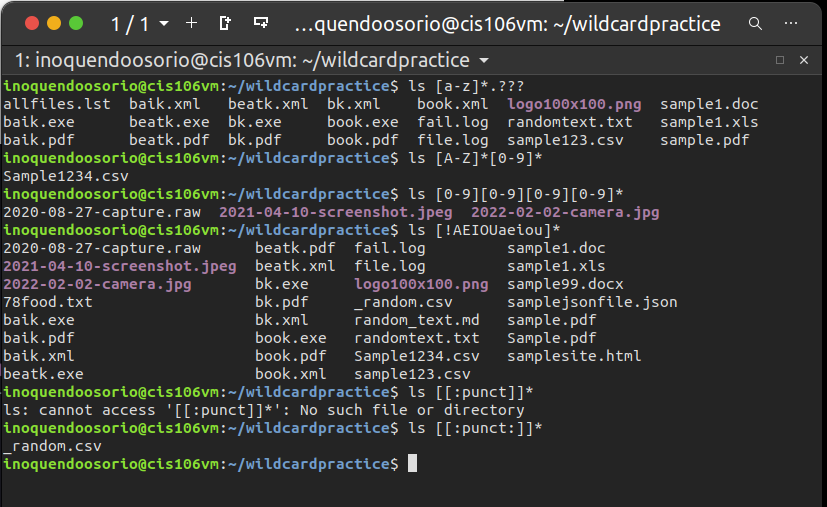 1 / 1
...quendoosorio@cis106vm:~/wildcardpractice
1: inoquendoosorio@cis106vm:~/wildcardpractice
inoquendoosorio@cis106vm:~/wildcardpractice$ ls [a-z]*.???
allfiles.lst  baik.xml   beatk.xml  bk.xml    book.xml  logo100x100.png  sample1.doc
baik.exe      beatk.exe  bk.exe     book.exe  fail.log  randomtext.txt   sample1.xls
baik.pdf      beatk.pdf  bk.pdf     book.pdf  file.log  sample123.csv    sample.pdf
inoquendoosorio@cis106vm:~/wildcardpractice$ ls [A-Z]*[0-9]*
Sample1234.csv
inoquendoosorio@cis106vm:~/wildcardpractice$ ls [0-9][0-9][0-9][0-9]*
2020-08-27-capture.raw  2021-04-10-screenshot.jpeg  2022-02-02-camera.jpg
inoquendoosorio@cis106vm:~/wildcardpractice$ ls [!AEIOUaeiou]*
2020-08-27-capture.raw      beatk.pdf  fail.log         sample1.doc
2021-04-10-screenshot.jpeg  beatk.xml  file.log         sample1.xls
2022-02-02-camera.jpg       bk.exe     logo100x100.png  sample99.docx
78food.txt                  bk.pdf     _random.csv      samplejsonfile.json
baik.exe                    bk.xml     random_text.md   sample.pdf
baik.pdf                    book.exe   randomtext.txt   Sample.pdf
baik.xml                    book.pdf   Sample1234.csv   samplesite.html
beatk.exe                   book.xml   sample123.csv
inoquendoosorio@cis106vm:~/wildcardpractice$ ls [[:punct]]*
ls: cannot access '[[:punct]]*': No such file or directory
inoquendoosorio@cis106vm:~/wildcardpractice$ ls [[:punct:]]*
_random.csv
inoquendoosorio@cis106vm:~/wildcardpractice$